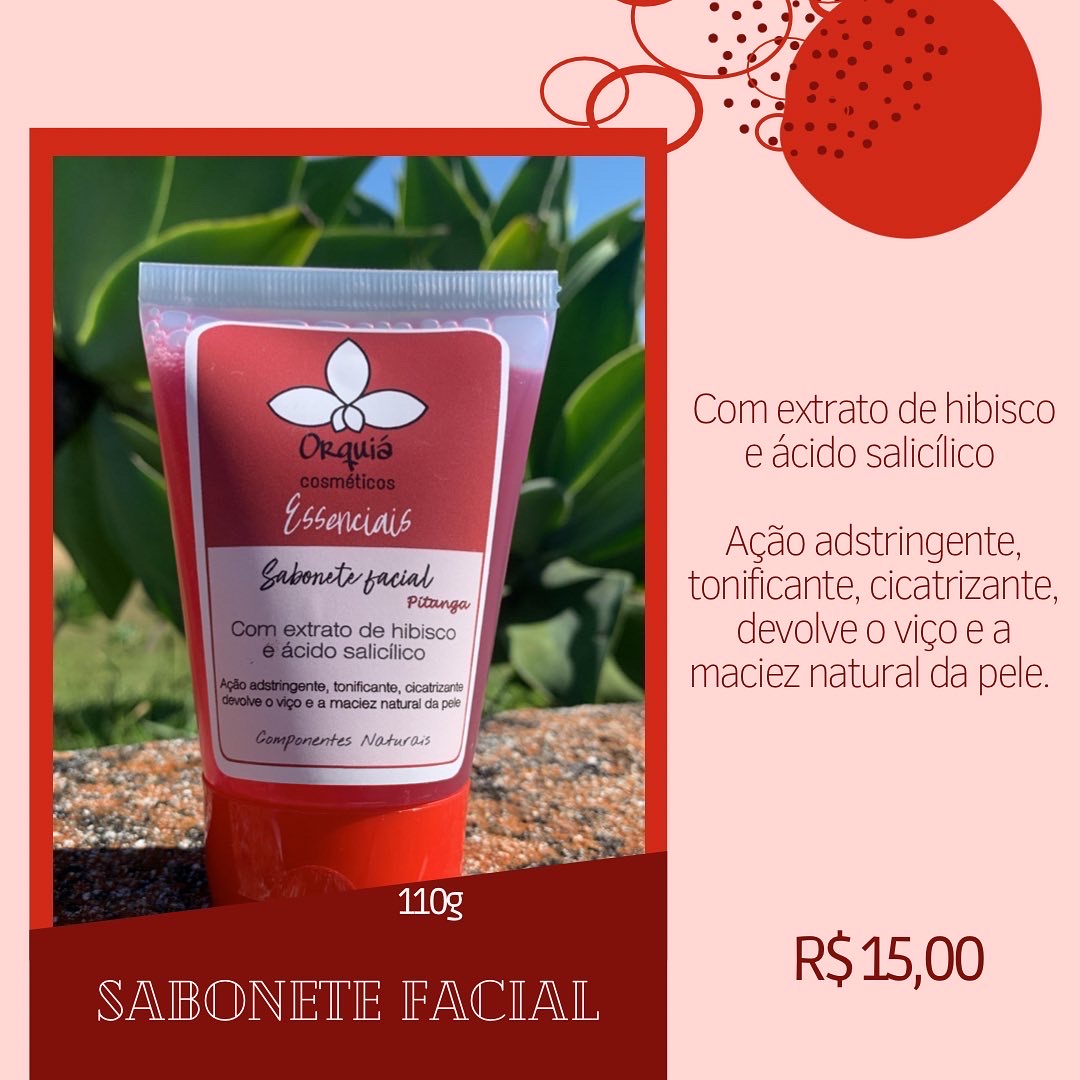 Orquiá
cosméticos
Essenciais
Sabonete facial
Pitanga
Com extrato de hibisco
e ácido salicílico
Ação adstringente, tonificante, cicatrizante
devolve o viço e a maciez natural da pele
Componentes Naturais
110g
SABONETE FACIAL
Com extrato de hibisco
e ácido salicílico
Ação adstringente,
tonificante, cicatrizante,
devolve o viço e a
maciez natural da pele.
R$ 15,00